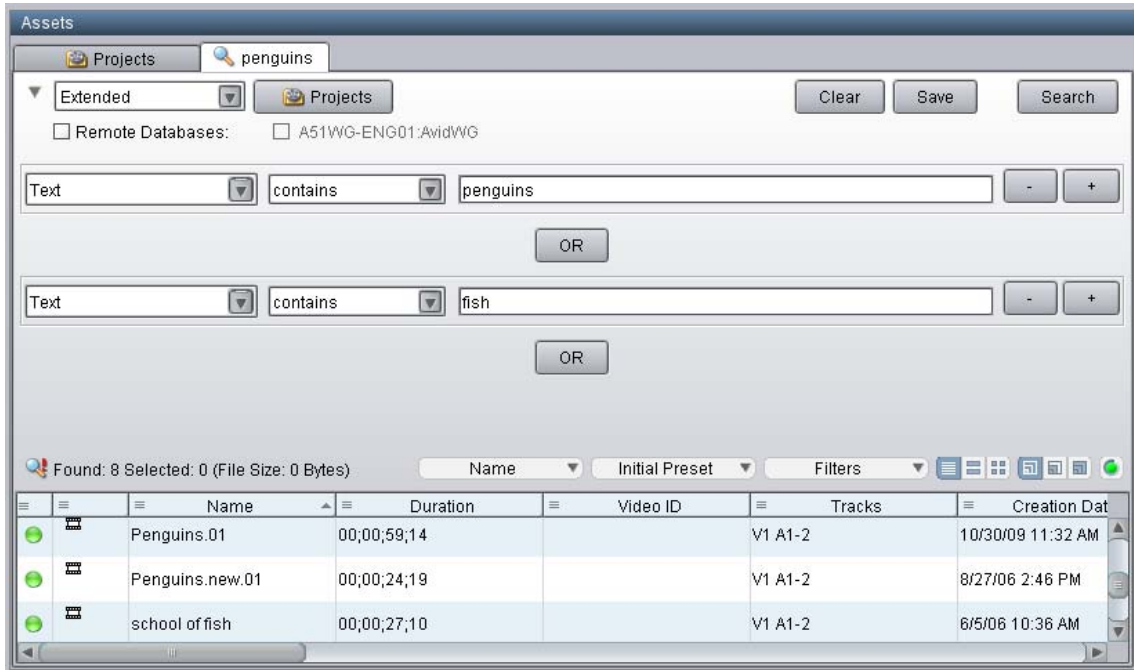 Assets
Projects penguins
Extended Projects Clear Save Search
Remote Databases: A51WG-ENG01:AvidWG
Text contains penguins - +
OR
Text contains fish - +
OR
Found: 8 Selected: 0 (File Size: 0 Bytes) Name Initial Preset Filters
Name Duration Video ID Tracks Creation Dat
Penguins.01 00;00;59;14 V1 A1-2 10/30/09 11:32 AM
Penguins.new.01 00;00;24;19 V1 A1-2 8/27/06 2:46 PM
school of fish 00;00;27;10 V1 A1-2 6/5/06 10:36 AM